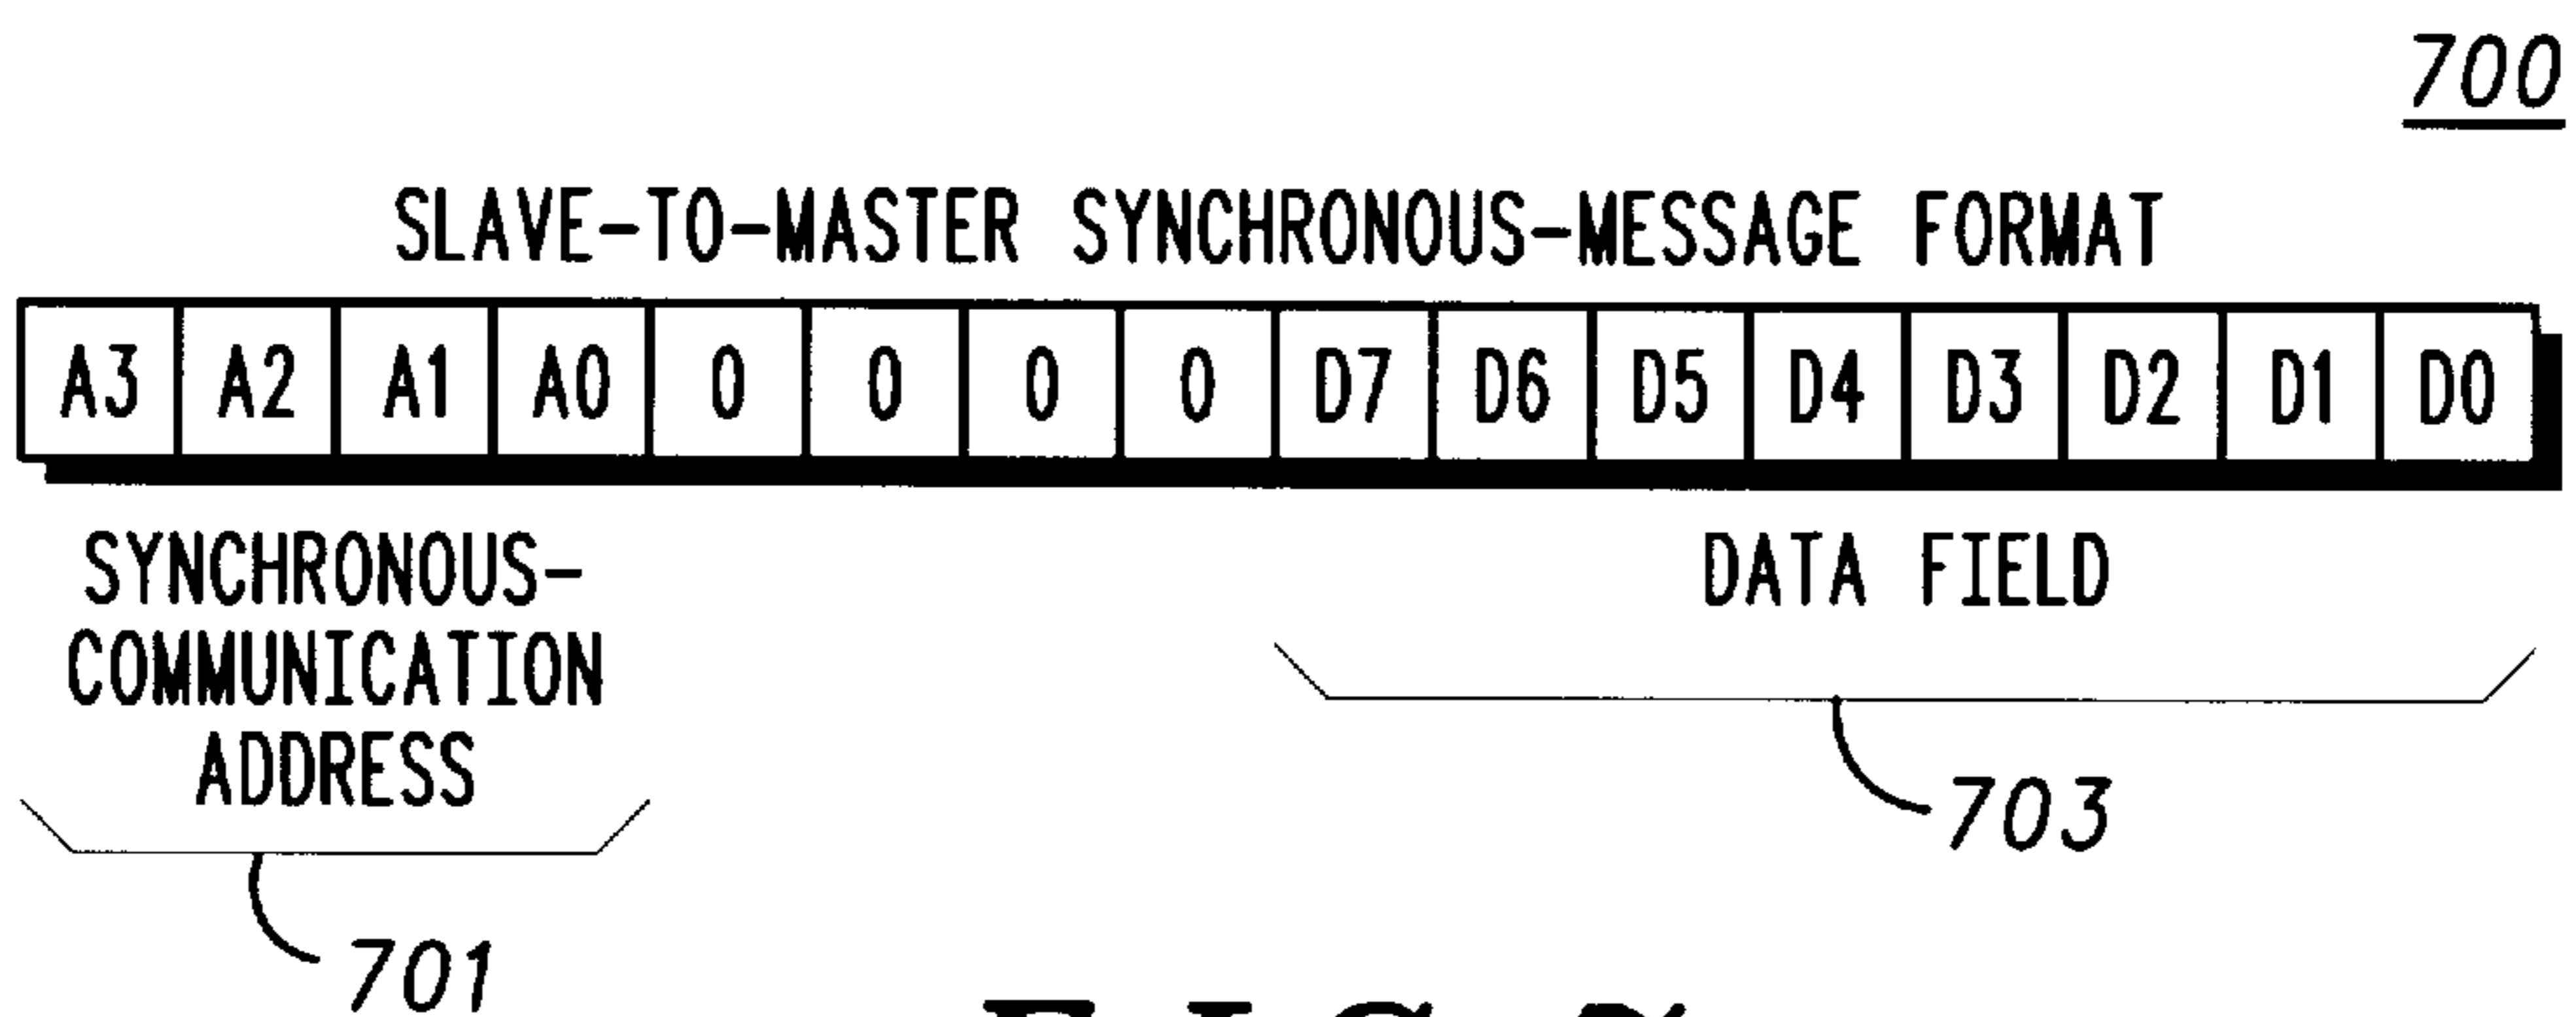 700
SLAVE-TO-MASTER SYNCHRONOUS-MESSAGE FORMAT
A3 A2 A1 A0 0 0 0 0 D7 D6 D5 D4 D3 D2 D1 D0
SYNCHRONOUS-
COMMUNICATION
ADDRESS
DATA FIELD
703
701